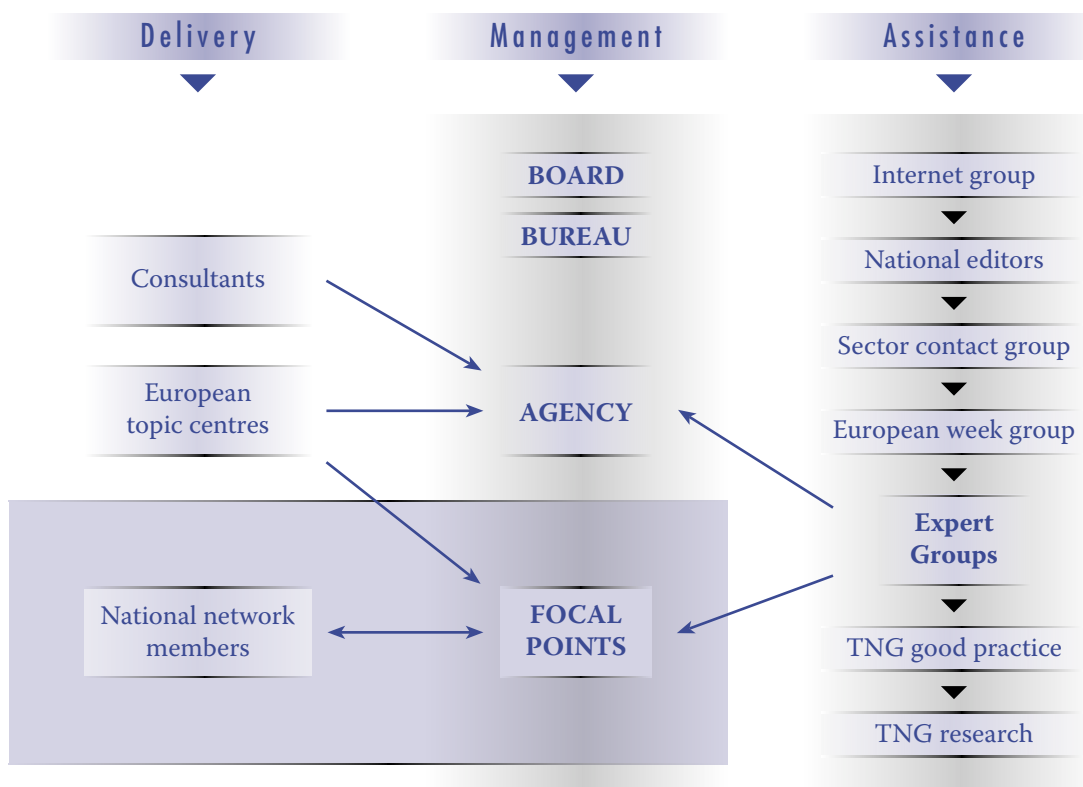 Delivery
Management
Assistance
BOARD
BUREAU
Consultants
European
topic centres
AGENCY
National network
members
FOCAL
POINTS
Internet group
National editors
Sector contact group
European week group
Expert
Groups
TNG good practice
TNG research